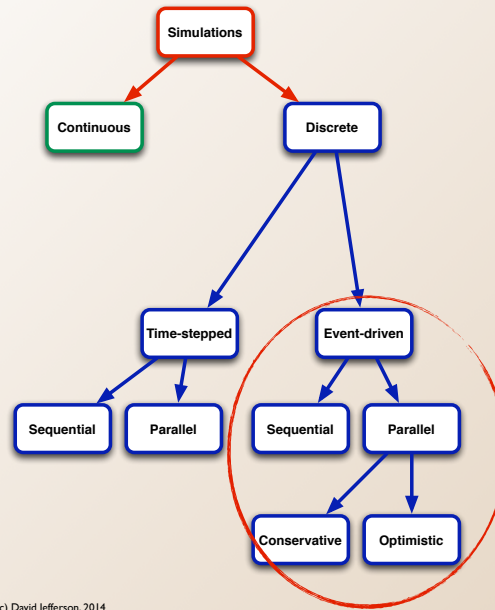 Simulations
Continuous
Discrete
Time-stepped
Event-driven
Sequential
Parallel
Sequential
Parallel
Conservative
Optimistic
c) David Jefferson, 2014